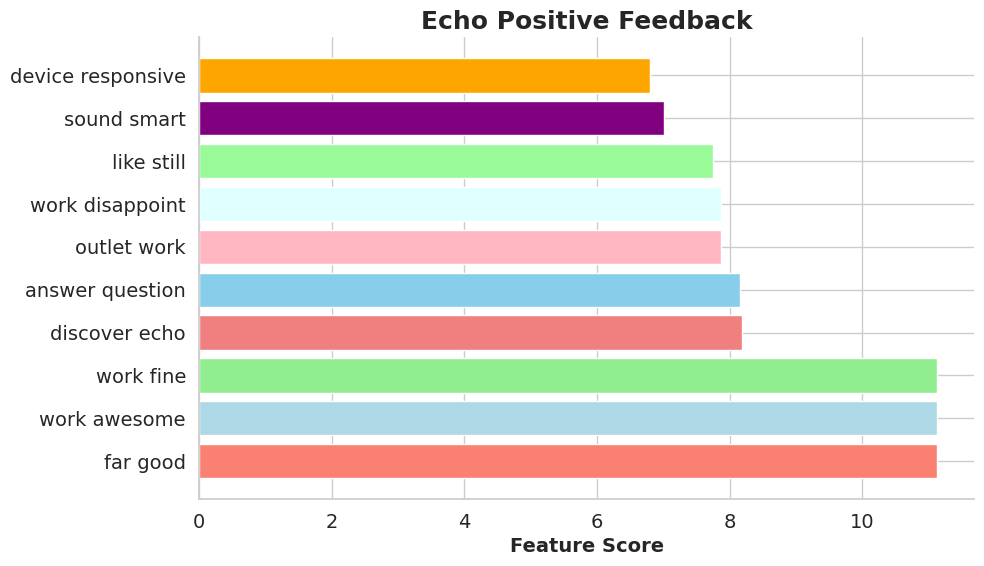 Echo Positive Feedback
device responsive
sound smart
like still
work disappoint
outlet work
answer question
discover echo
work fine
work awesome
far good
0 2 4 6 8 10
Feature Score